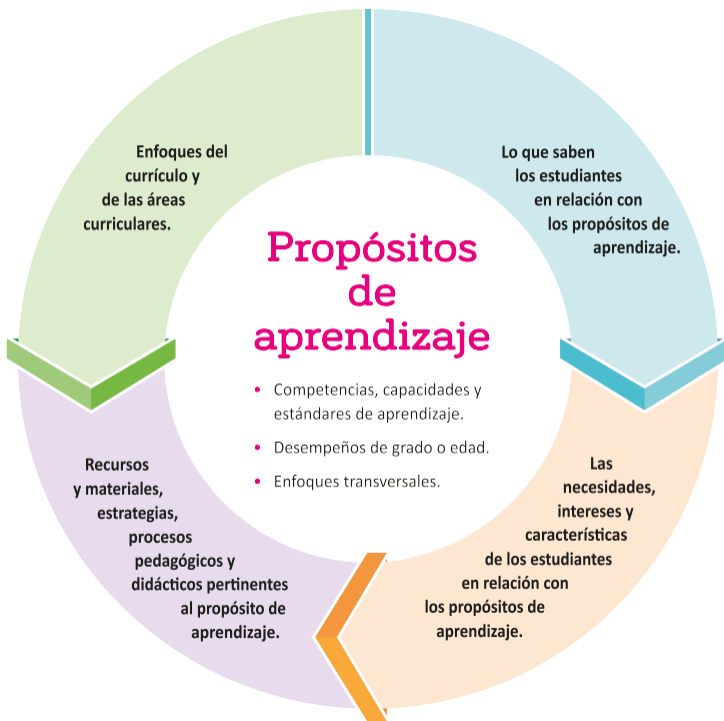 Enfoques del
currículo y
de las áreas
curriculares.
Lo que saben
los estudiantes
en relación con
los propósitos de
aprendizaje.
Propósitos
de
aprendizaje
• Competencias, capacidades y
estándares de aprendizaje.
• Desempeños de grado o edad.
• Enfoques transversales.
Recursos
y materiales,
estrategias,
procesos
pedagógicos y
didácticos pertinentes
al propósito de
aprendizaje.
Las
necesidades,
intereses y
características
de los estudiantes
en relación con
los propósitos de
aprendizaje.